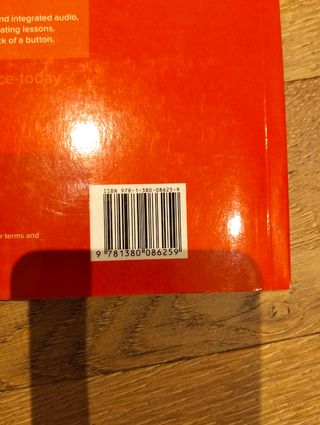 nd integrated audio,
ating lessons.
ck of a button.
ce-today
ISBN 978-1-380-08625-9
9 781380 086259
r terms and